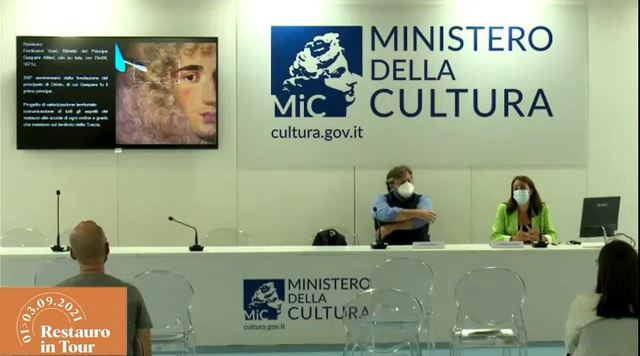 Restauro
Ferdinand Voet, Ritratto del Principe
Gaspare Altieri, olio su tela, cm 74x58,
1671c.
350° anniversario della fondazione del
principato di Oriolo, di cui Gaspare fu il
primo principe.
Progetto di valorizzazione territoriale:
comunicazione di tutti gli aspetti del
restauro alle scuole di ogni ordine e grado
che insistono sul territorio della Tuscia.
MiC
MINISTERO
DELLA
CULTURA
cultura.gov.it
MiC
MINISTERO
DELLA
CULTURA
cultura.gov.it
01>03.09.2021
Restauro
in Tour